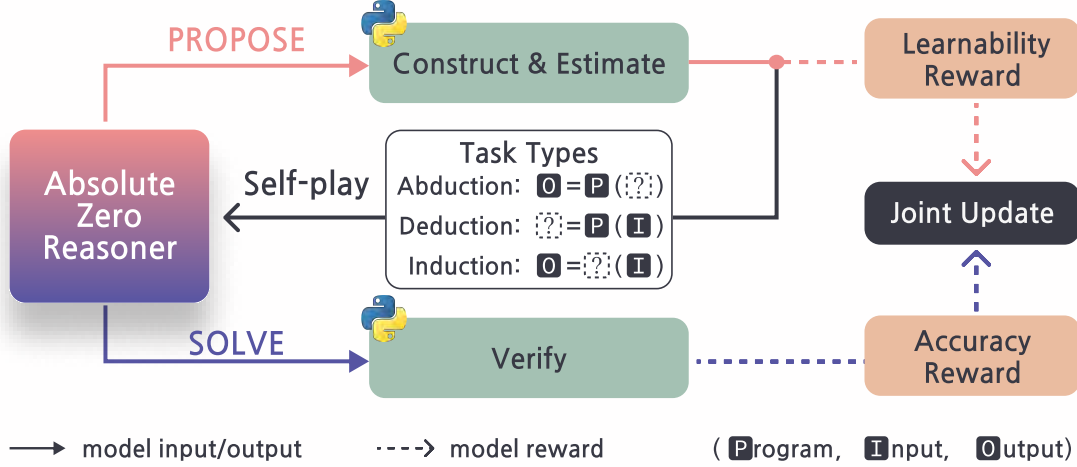 PROPOSE
Construct & Estimate
Learnability
Reward
Absolute
Zero
Reasoner
Self-play
Task Types
Abduction: O=P(?)
Deduction: ?=P(I)
Induction: O=?(I)
Joint Update
SOLVE
Verify
Accuracy
Reward
model input/output
model reward
(Program, Input, Output)